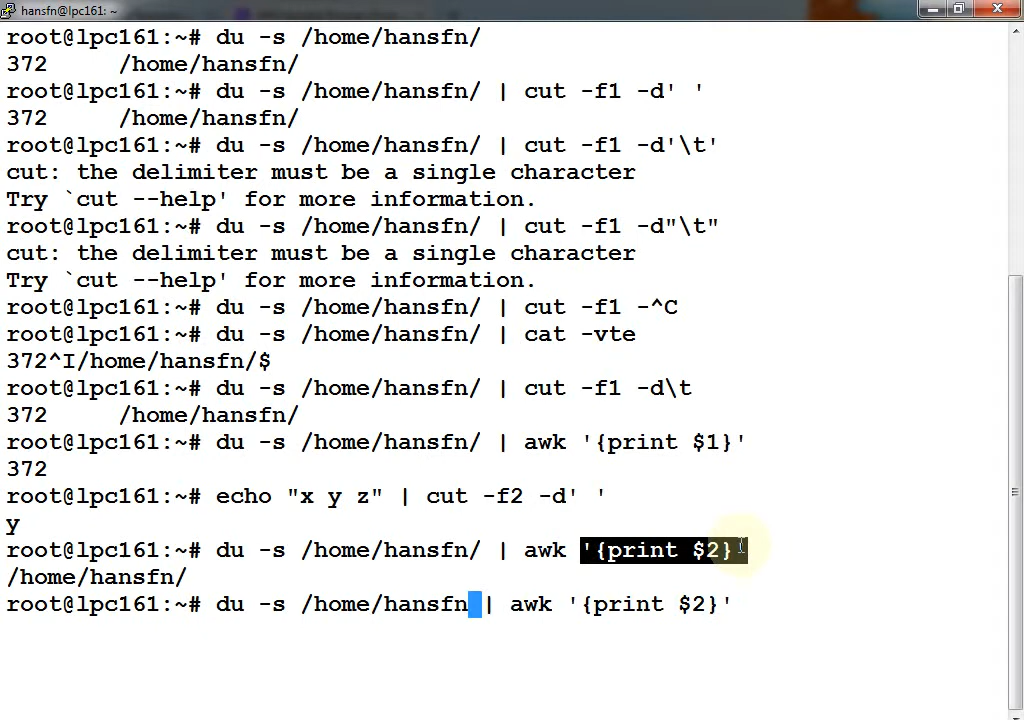 hansfn@lpc161: ~
root@lpc161:~# du -s /home/hansfn/
372     /home/hansfn/
root@lpc161:~# du -s /home/hansfn/ | cut -f1 -d' '
372     /home/hansfn/
root@lpc161:~# du -s /home/hansfn/ | cut -f1 -d'\t'
cut: the delimiter must be a single character
Try `cut --help' for more information.
root@lpc161:~# du -s /home/hansfn/ | cut -f1 -d"\t"
cut: the delimiter must be a single character
Try `cut --help' for more information.
root@lpc161:~# du -s /home/hansfn/ | cut -f1 -^C
root@lpc161:~# du -s /home/hansfn/ | cat -vte
372^I/home/hansfn/$
root@lpc161:~# du -s /home/hansfn/ | cut -f1 -d\t
372     /home/hansfn/
root@lpc161:~# du -s /home/hansfn/ | awk '{print $1}'
372
root@lpc161:~# echo "x y z" | cut -f2 -d' '
y
root@lpc161:~# du -s /home/hansfn/ | awk '{print $2}'
/home/hansfn/
root@lpc161:~# du -s /home/hansfn | awk '{print $2}'